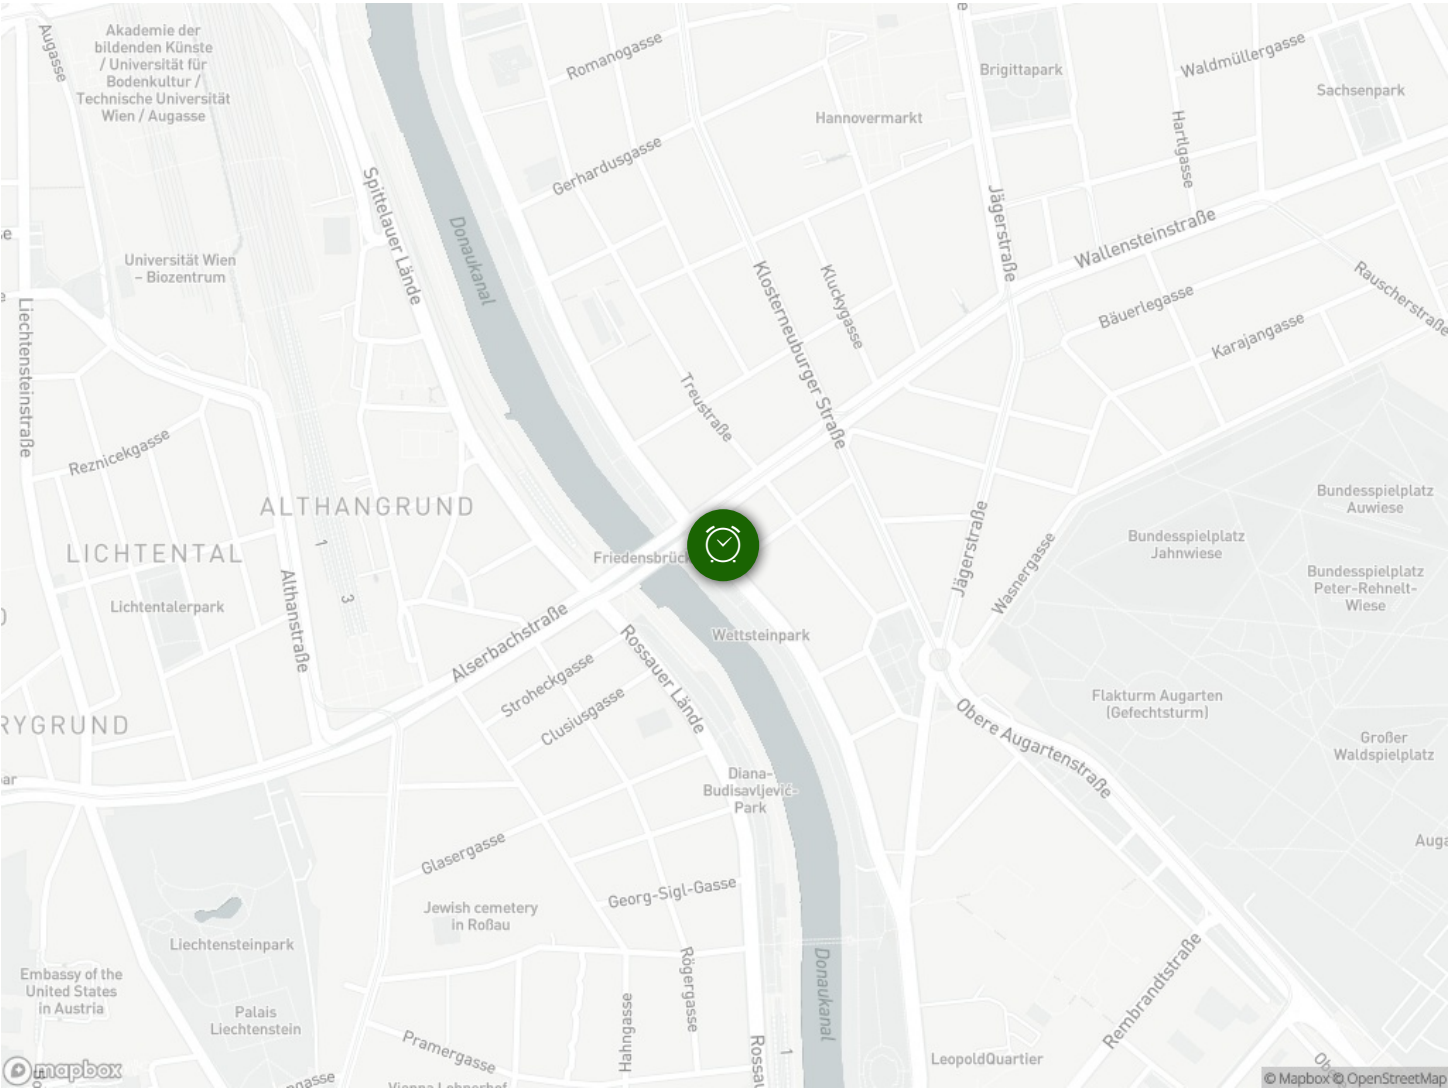 Akademie der
bildenden Künste
/ Universität für
Bodenkultur /
Technische Universität
Wien / Augasse
Augasse
Romanogasse
Brigittapark
Waldmüllergasse
Sachsenpark
Hannovermarkt
Hartlgasse
Gerhardusgasse
Spittelauer Lände
Donaukanal
Jägerstraße
Wallensteinstraße
Universität Wien
– Biozentrum
Klosterneuburger Straße
Kluckygasse
Rauscherstraße
Bäuerlegasse
Karajangasse
Liechtensteinstraße
Treustraße
Reznicekgasse
ALTHANGRUND
LICHTENTAL
1
3
Bundesspielplatz
Auwiese
Bundesspielplatz
Jahnwiese
Bundesspielplatz
Peter-Rehnelt-
Wiese
Jägerstraße
Wasnergasse
Friedensbrück
Lichtentalerpark
Althanstraße
Alserbachstraße
Wettsteinpark
Rossauer Lände
Stroheckgasse
Clusiusgasse
RYGRUND
Flakturm Augarten
(Gefechtsturm)
Obere Augartenstraße
Großer
Waldspielplatz
Diana-
Budisavljević-
Park
Glasergasse
Georg-Sigl-Gasse
Jewish cemetery
in Roßau
Liechtensteinpark
Embassy of the
United States
in Austria
Palais
Liechtenstein
Rögergasse
Hahngasse
Pramergasse
Donaukanal
Rembrandtstraße
LeopoldQuartier
Rossau
1
mapbox
© Mapbox © OpenStreetMap